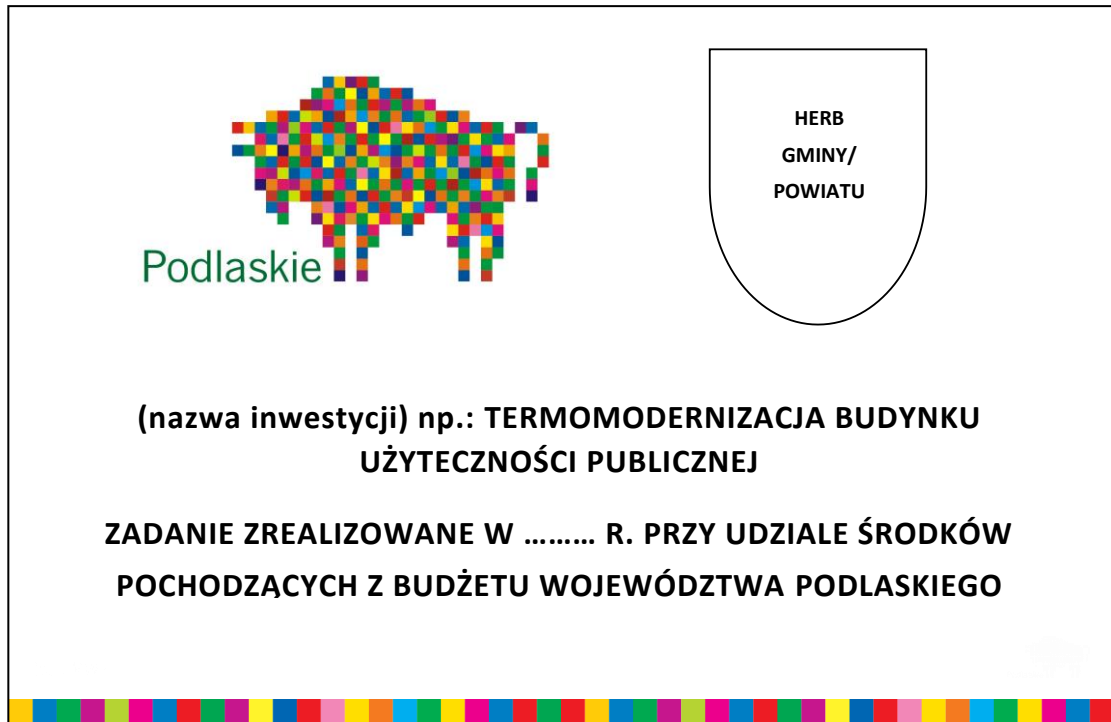 Podlaskie
HERB
GMINY/
POWIATU
(nazwa inwestycji) np.: TERMOMODERNIZACJA BUDYNKU
UŻYTECZNOŚCI PUBLICZNEJ
ZADANIE ZREALIZOWANE W ……… R. PRZY UDZIALE ŚRODKÓW
POCHODZĄCYCH Z BUDŻETU WOJEWÓDZTWA PODLASKIEGO